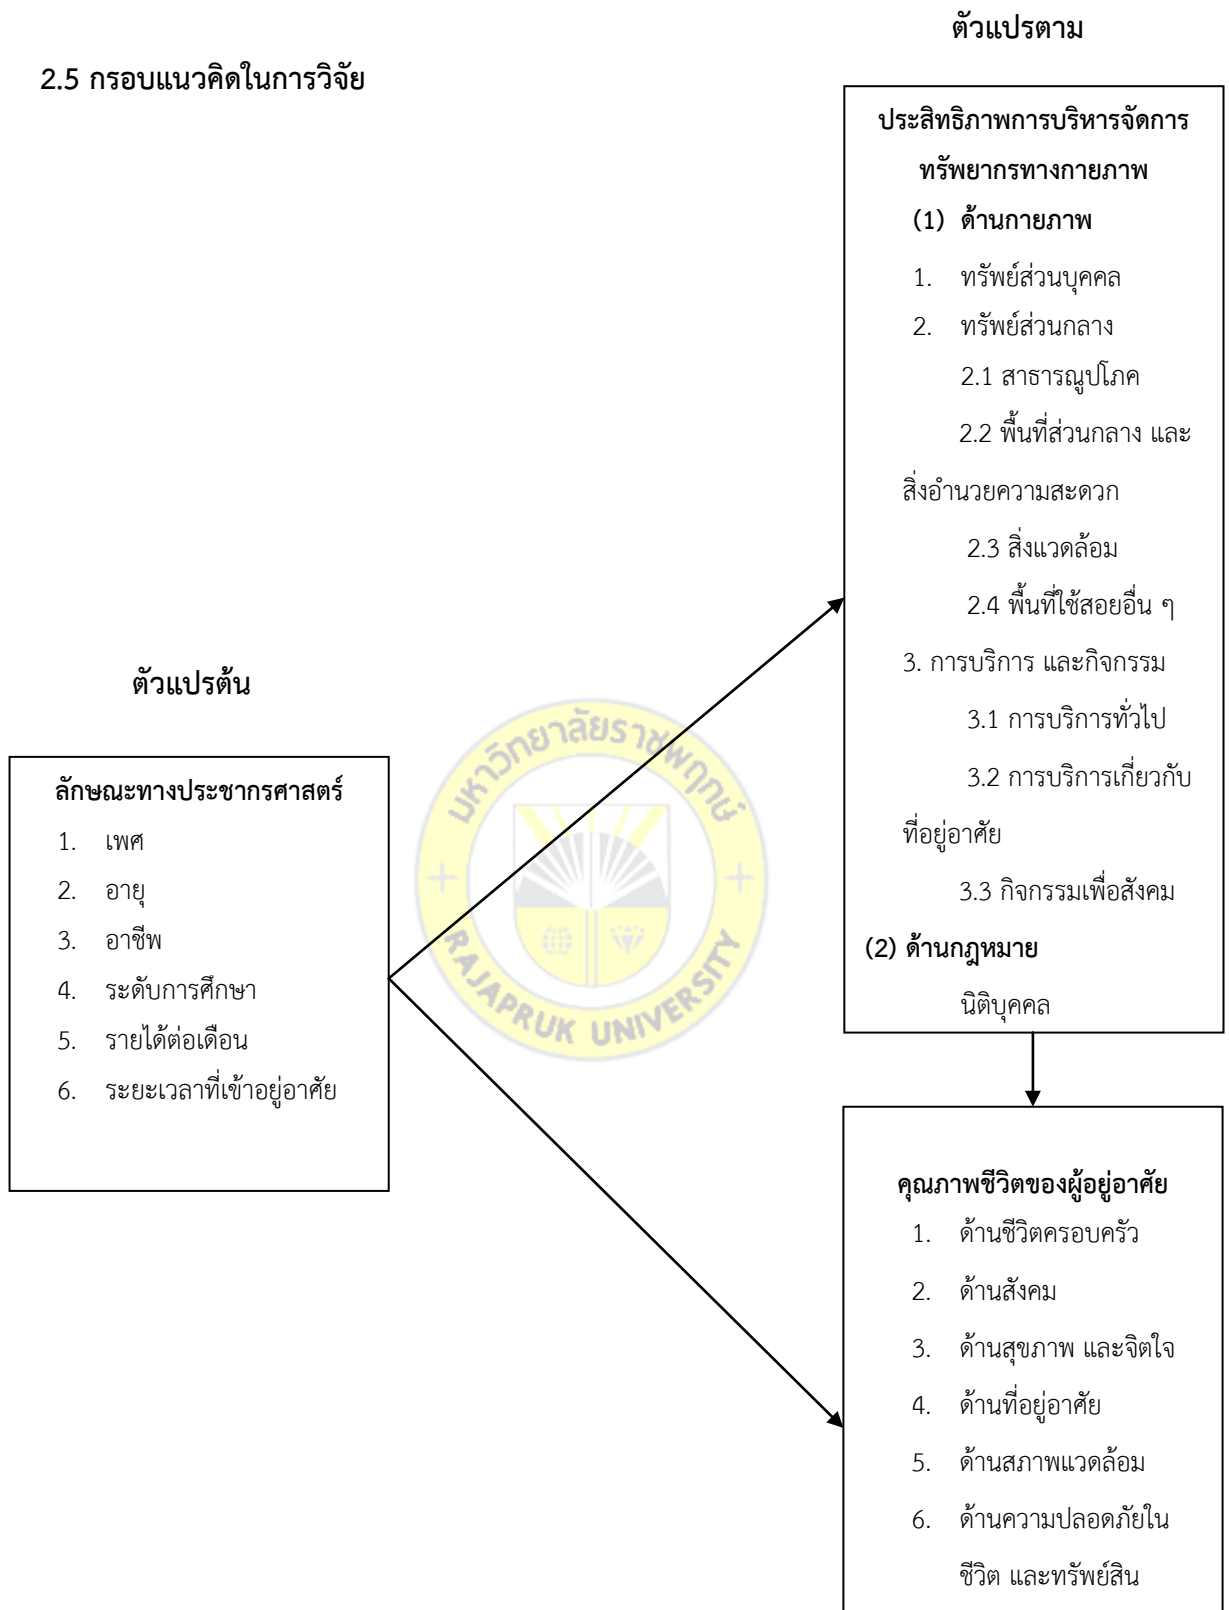 ตัวแปรตาม
2.5 กรอบแนวคิดในการวิจัย
ประสิทธิภาพการบริหารจัดการ
ทรัพยากรทางกายภาพ
(1) ด้านกายภาพ
1. ทรัพย์ส่วนบุคคล
2. ทรัพย์ส่วนกลาง
2.1 สาธารณูปโภค
2.2 พื้นที่ส่วนกลาง และ
สิ่งอำนวยความสะดวก
2.3 สิ่งแวดล้อม
2.4 พื้นที่ใช้สอยอื่น ๆ
3. การบริการ และกิจกรรม
3.1 การบริการทั่วไป
3.2 การบริการเกี่ยวกับ
ที่อยู่อาศัย
3.3 กิจกรรมเพื่อสังคม
(2) ด้านกฎหมาย
นิติบุคคล
ตัวแปรต้น
ลักษณะทางประชากรศาสตร์
1. เพศ
2. อายุ
3. อาชีพ
4. ระดับการศึกษา
5. รายได้ต่อเดือน
6. ระยะเวลาที่เข้าอยู่อาศัย
มหาวิทยาลัยราชพฤกษ์
RAJAPRUK UNIVERSITY
คุณภาพชีวิตของผู้อยู่อาศัย
1. ด้านชีวิตครอบครัว
2. ด้านสังคม
3. ด้านสุขภาพ และจิตใจ
4. ด้านที่อยู่อาศัย
5. ด้านสภาพแวดล้อม
6. ด้านความปลอดภัยใน
ชีวิต และทรัพย์สิน